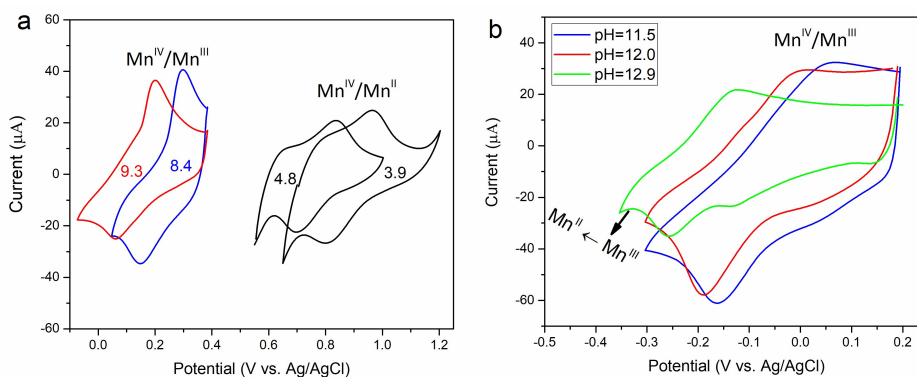 a
Mn^IV/Mn^III
Mn^IV/Mn^II
9.3
8.4
4.8
3.9
Current (μA)
60
40
20
0
-20
-40
-60
0.0 0.2 0.4 0.6 0.8 1.0 1.2
Potential (V vs. Ag/AgCl)
b
pH=11.5
pH=12.0
pH=12.9
Mn^IV/Mn^III
Mn^II ← Mn^III
Current (μA)
60
40
20
0
-20
-40
-60
-0.5 -0.4 -0.3 -0.2 -0.1 0.0 0.1 0.2
Potential (V vs. Ag/AgCl)